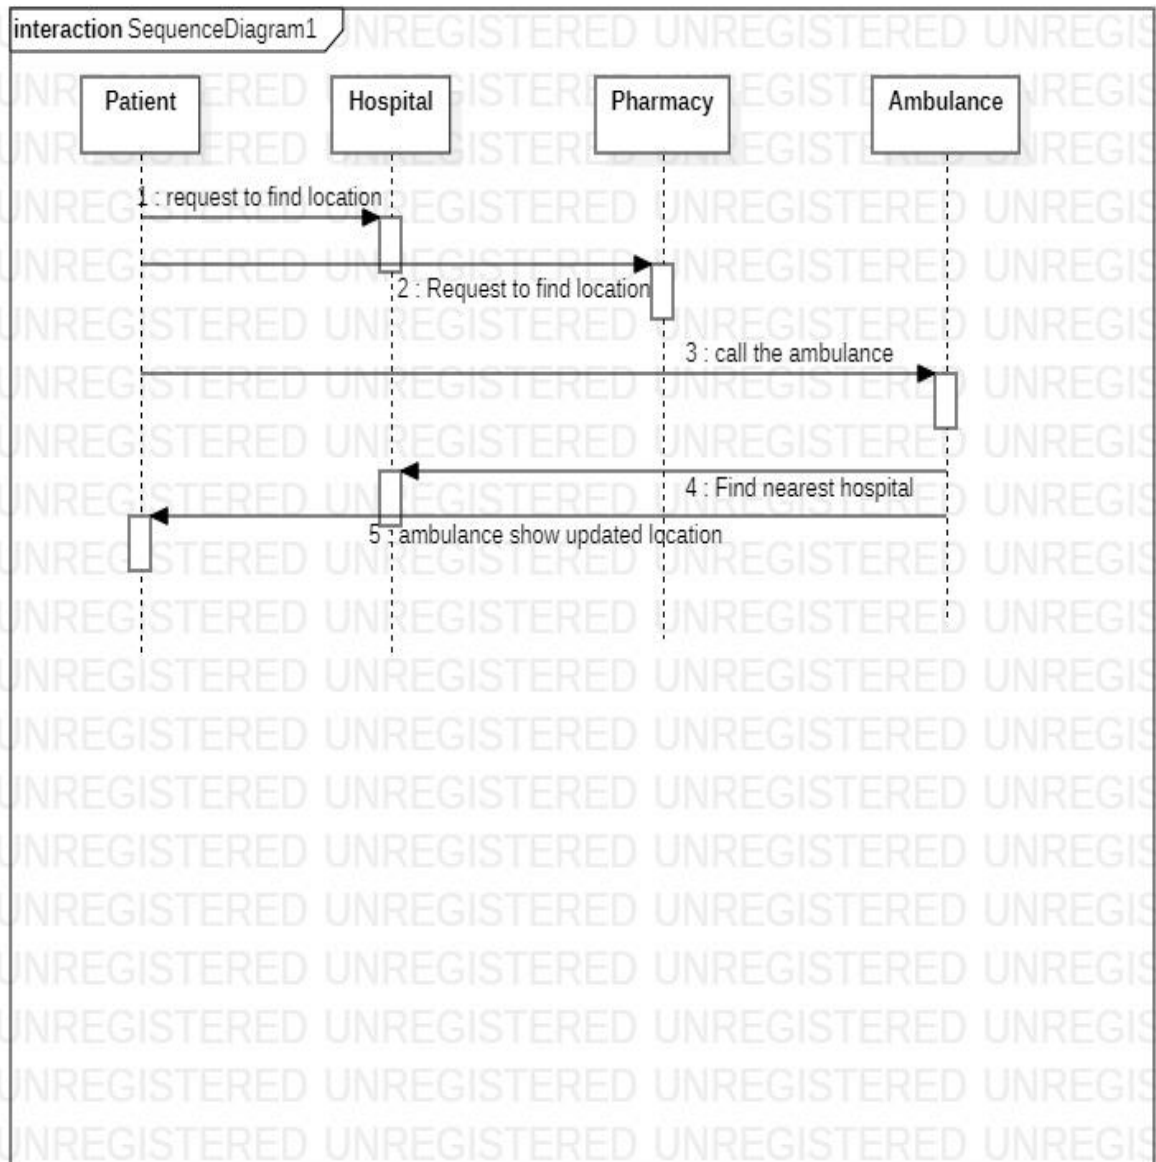 interaction SequenceDiagram1
Patient
Hospital
Pharmacy
Ambulance
1 : request to find location
2 : Request to find location
3 : call the ambulance
4 : Find nearest hospital
5 : ambulance show updated location
UNREGISTERED